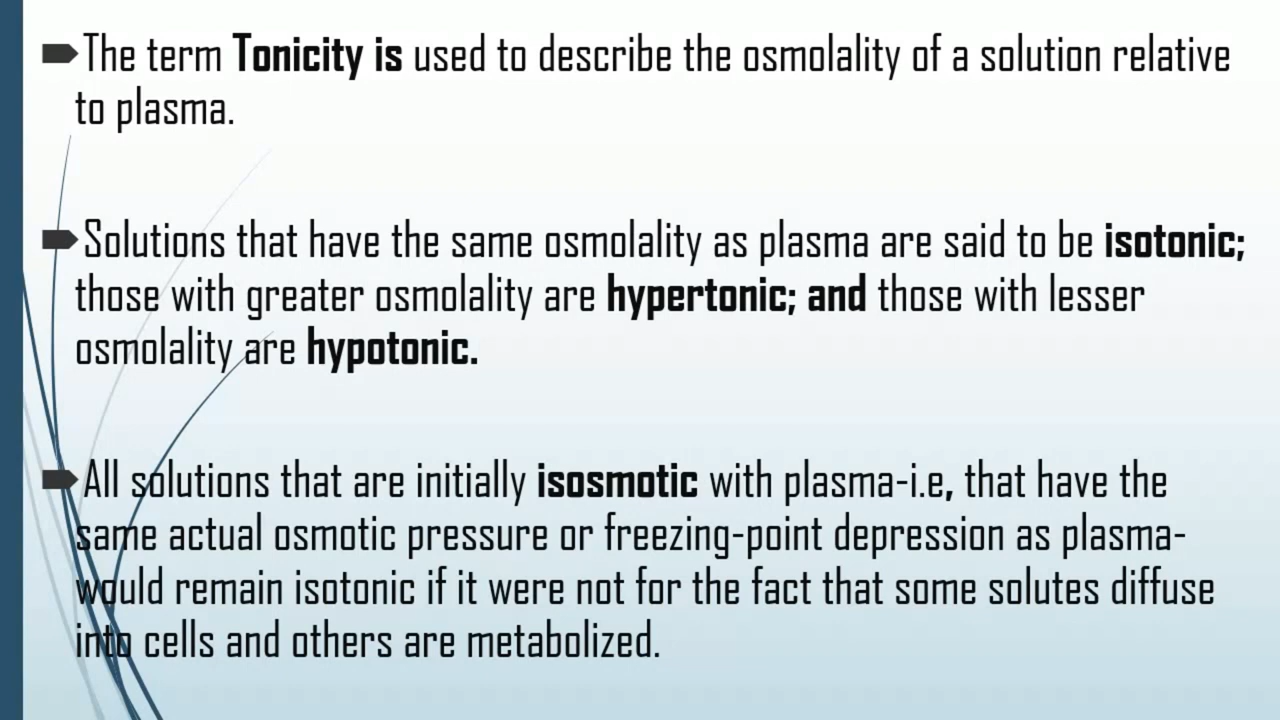 The term Tonicity is used to describe the osmolality of a solution relative
to plasma.
Solutions that have the same osmolality as plasma are said to be isotonic;
those with greater osmolality are hypertonic; and those with lesser
osmolality are hypotonic.
All solutions that are initially isosmotic with plasma-i.e, that have the
same actual osmotic pressure or freezing-point depression as plasma-
would remain isotonic if it were not for the fact that some solutes diffuse
into cells and others are metabolized.